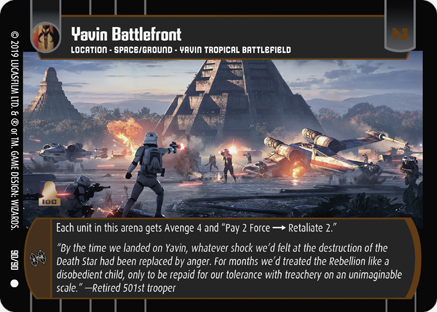 Yavin Battlefront
LOCATION - SPACE/GROUND - YAVIN TROPICAL BATTLEFIELD
Each unit in this arena gets Avenge 4 and "Pay 2 Force → Retaliate 2."
"By the time we landed on Yavin, whatever shock we'd felt at the destruction of
the Death Star had been replaced by anger. For months we'd treated the Rebellion like a
disobedient child, only to be repaid for our tolerance with treachery on an unimaginable
scale." —Retired 501st trooper
© 2019 LUCASFILM LTD. & ® or TM. GAME DESIGN: WIZARDS.
90/90
100